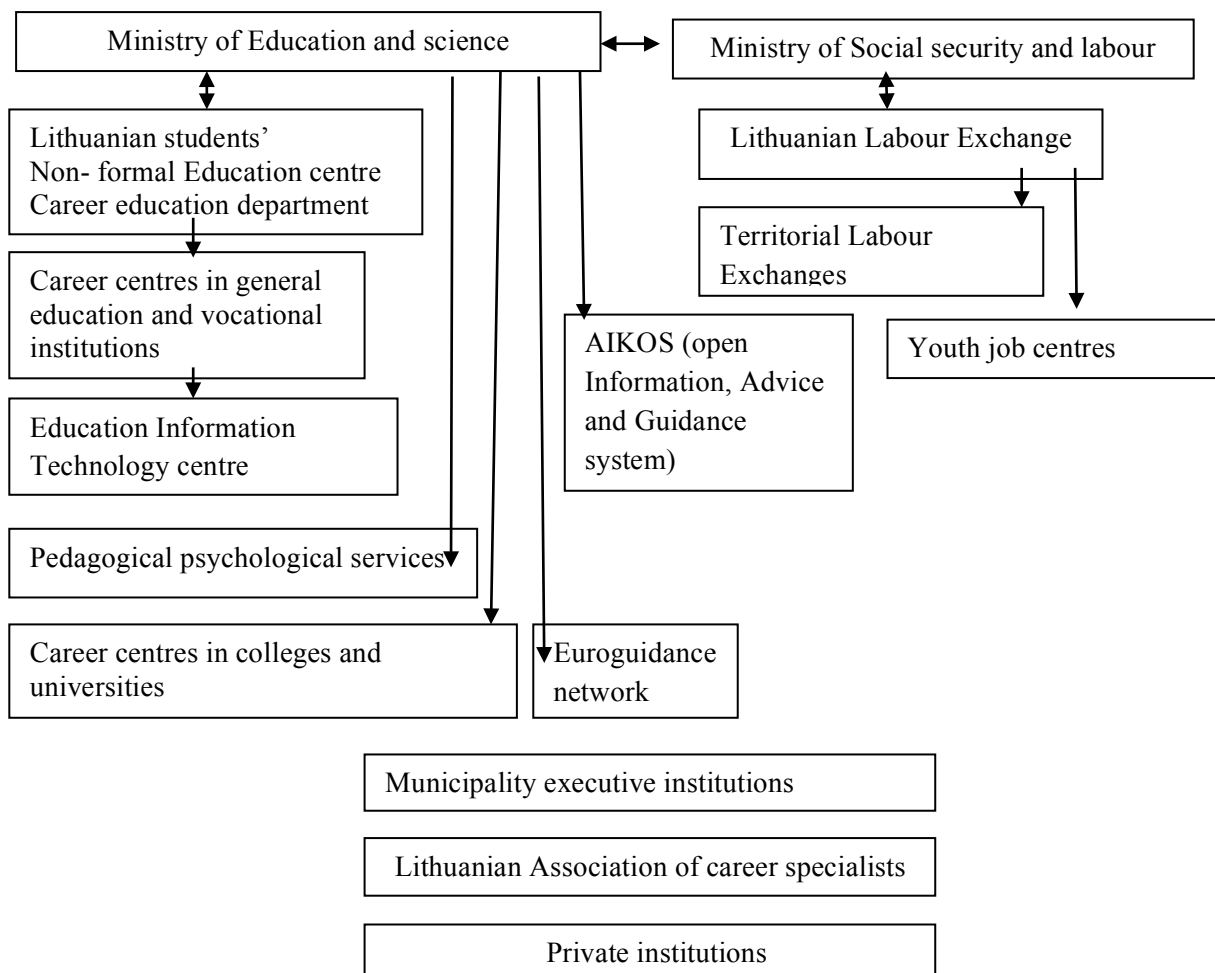 Ministry of Education and science
Ministry of Social security and labour
Lithuanian students’
Non- formal Education centre
Career education department
Lithuanian Labour Exchange
Territorial Labour
Exchanges
Career centres in general
education and vocational
institutions
AIKOS (open
Information, Advice
and Guidance
system)
Youth job centres
Education Information
Technology centre
Pedagogical psychological services
Career centres in colleges and
universities
Euroguidance
network
Municipality executive institutions
Lithuanian Association of career specialists
Private institutions